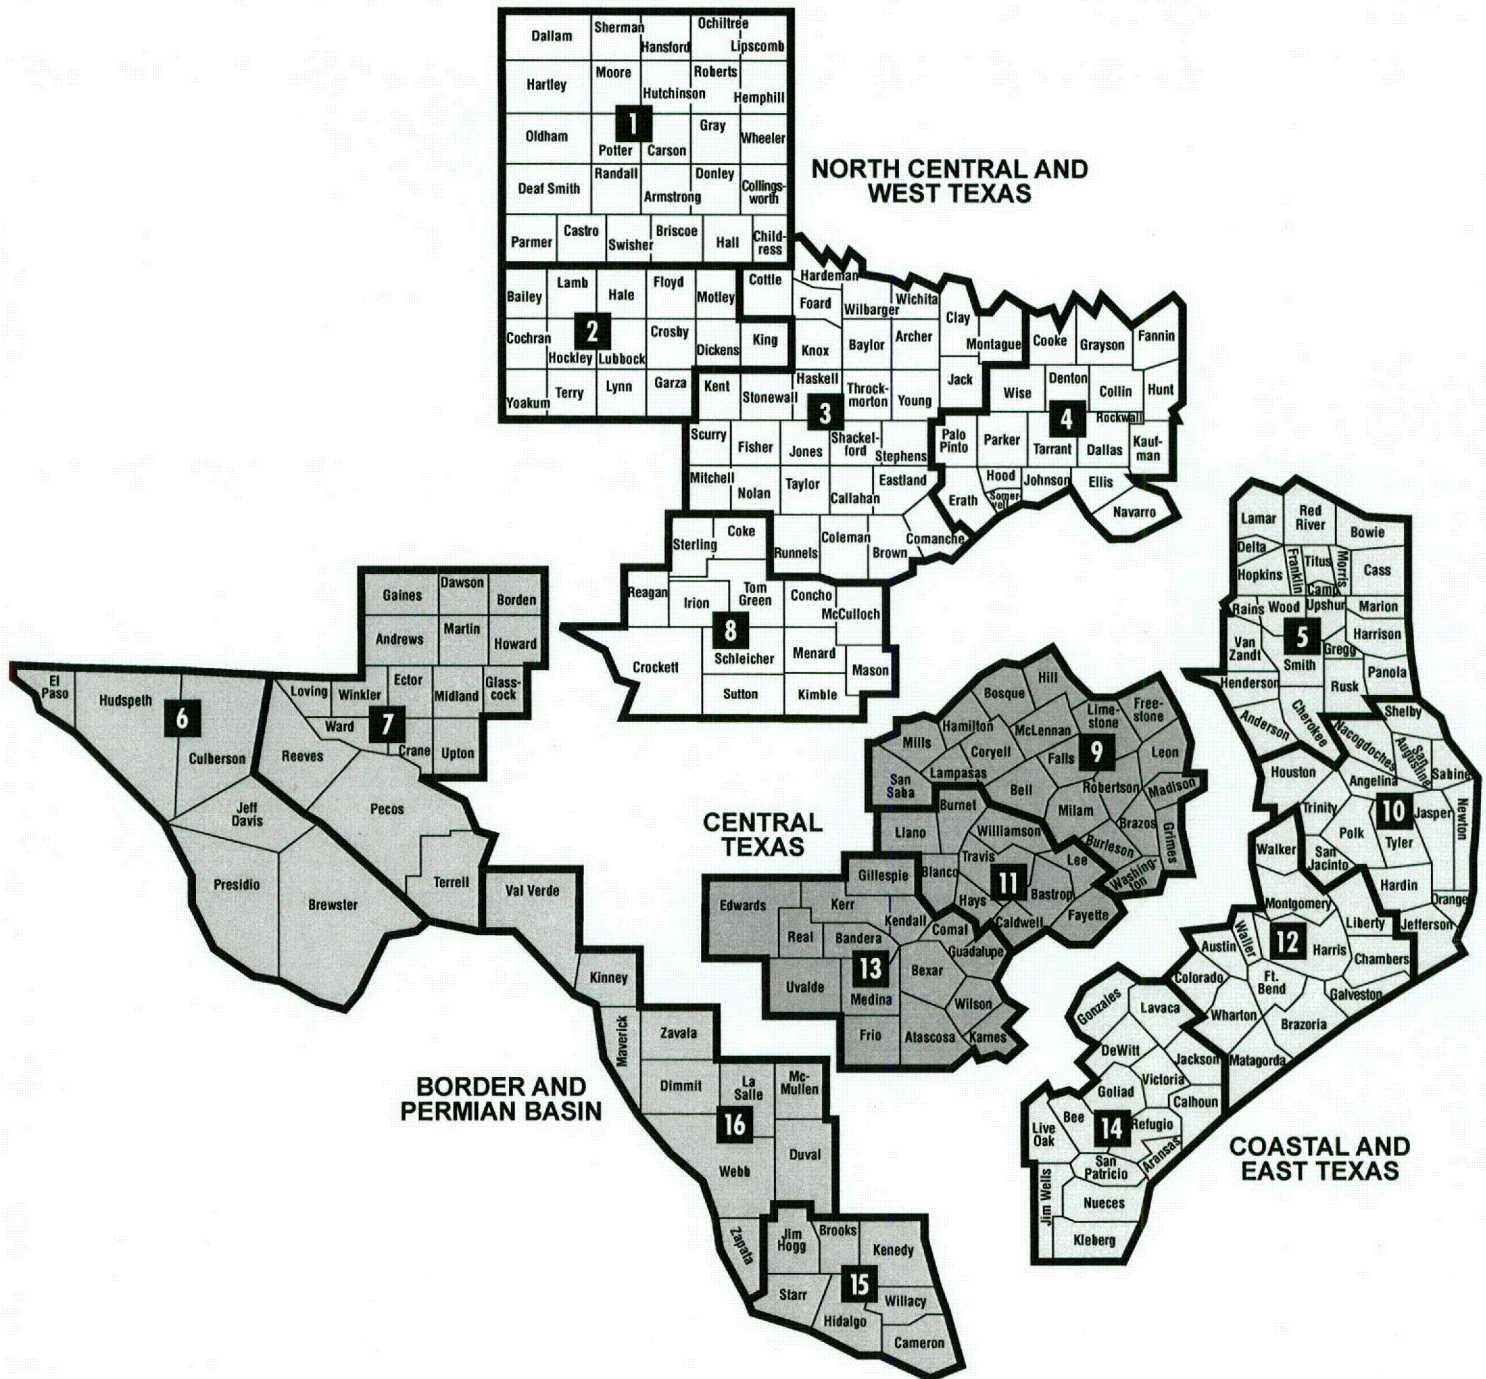 Dallam
Sherman
Hansford
Ochiltree
Lipscomb
Hartley
Moore
Hutchinson
Roberts
Hemphill
1
Oldham
Potter
Carson
Gray
Wheeler
Deaf Smith
Randall
Armstrong
Donley
Collings-
worth
Parmer
Castro
Swisher
Briscoe
Hall
Child-
ress
NORTH CENTRAL AND
WEST TEXAS
Bailey
Lamb
Hale
Floyd
Motley
2
Cochran
Hockley
Lubbock
Crosby
Dickens
King
Yoakum
Terry
Lynn
Garza
Cottle
Hardeman
Foard
Wilbarger
Wichita
Clay
Montague
Knox
Baylor
Archer
Kent
Stonewall
Haskell
Throck-
morton
Young
Jack
3
Scurry
Fisher
Jones
Shackel-
ford
Stephens
Mitchell
Nolan
Taylor
Callahan
Eastland
Runnels
Coleman
Brown
Comanche
Cooke
Grayson
Fannin
Wise
Denton
Collin
Hunt
4
Rockwall
Palo
Pinto
Parker
Tarrant
Dallas
Kauf-
man
Erath
Hood
Somer-
vell
Johnson
Ellis
Navarro
Sterling
Coke
Reagan
Irion
Tom
Green
Concho
McCulloch
8
Crockett
Schleicher
Menard
Mason
Sutton
Kimble
Lamar
Red
River
Bowie
Delta
Hopkins
Franklin
Titus
Morris
Cass
Camp
Rains
Wood
Upshur
Marion
5
Van
Zandt
Smith
Gregg
Harrison
Henderson
Rusk
Panola
Anderson
Cherokee
Gaines
Dawson
Borden
Andrews
Martin
Howard
Loving
Winkler
Ector
Midland
Glass-
cock
7
Ward
Crane
Upton
Reeves
Pecos
Terrell
El
Paso
Hudspeth
6
Culberson
Jeff
Davis
Presidio
Brewster
Bosque
Hill
Hamilton
McLennan
Lime-
stone
Free-
stone
Mills
Coryell
Falls
9
Leon
San
Saba
Lampasas
Bell
Robertson
Madison
Milam
Brazos
Grimes
Burleson
Washing-
ton
Burnet
Llano
Williamson
Blanco
Travis
Lee
11
Bastrop
Hays
Caldwell
Fayette
CENTRAL
TEXAS
Gillespie
Edwards
Kerr
Kendall
Real
Bandera
Comal
Guadalupe
13
Uvalde
Medina
Bexar
Wilson
Frio
Atascosa
Karnes
Shelby
Nacogdoches
San
Augustine
Sabine
Houston
Angelina
Trinity
10
Jasper
Newton
Polk
Tyler
San
Jacinto
Hardin
Orange
Jefferson
Walker
Montgomery
Liberty
Austin
Waller
12
Harris
Chambers
Colorado
Ft.
Bend
Galveston
Wharton
Brazoria
Matagorda
Gonzales
Lavaca
DeWitt
Jackson
Victoria
Goliad
Calhoun
Live
Oak
Bee
14
Refugio
Aransas
San
Patricio
Jim Wells
Nueces
Kleberg
COASTAL AND
EAST TEXAS
Val Verde
Kinney
Maverick
Zavala
Dimmit
La
Salle
Mc-
Mullen
16
Webb
Duval
Zapata
BORDER AND
PERMIAN BASIN
Jim
Hogg
Brooks
Kenedy
15
Starr
Hidalgo
Willacy
Cameron